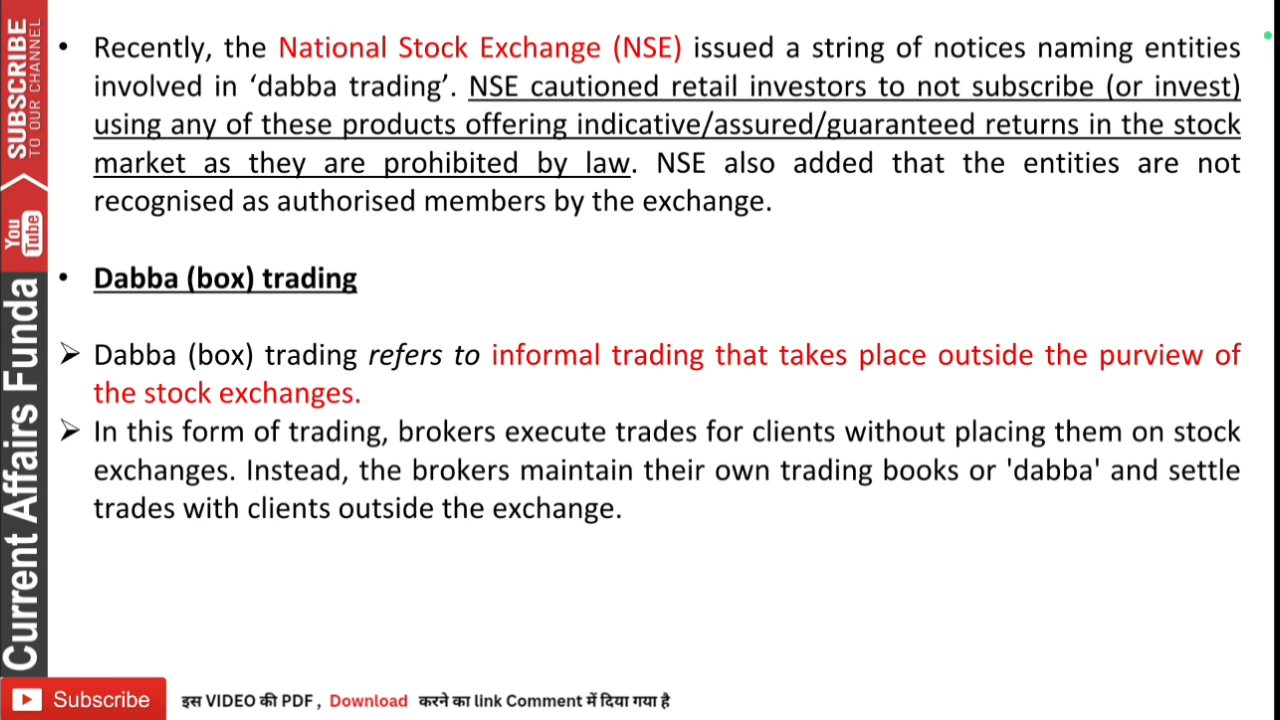 • Recently, the National Stock Exchange (NSE) issued a string of notices naming entities
involved in ‘dabba trading’. NSE cautioned retail investors to not subscribe (or invest)
using any of these products offering indicative/assured/guaranteed returns in the stock
market as they are prohibited by law. NSE also added that the entities are not
recognised as authorised members by the exchange.
• Dabba (box) trading
➢ Dabba (box) trading refers to informal trading that takes place outside the purview of
the stock exchanges.
➢ In this form of trading, brokers execute trades for clients without placing them on stock
exchanges. Instead, the brokers maintain their own trading books or 'dabba' and settle
trades with clients outside the exchange.
SUBSCRIBE
TO OUR CHANNEL
You
Tube
Current Affairs Funda
Subscribe
इस VIDEO की PDF , Download करने का link Comment में दिया गया है